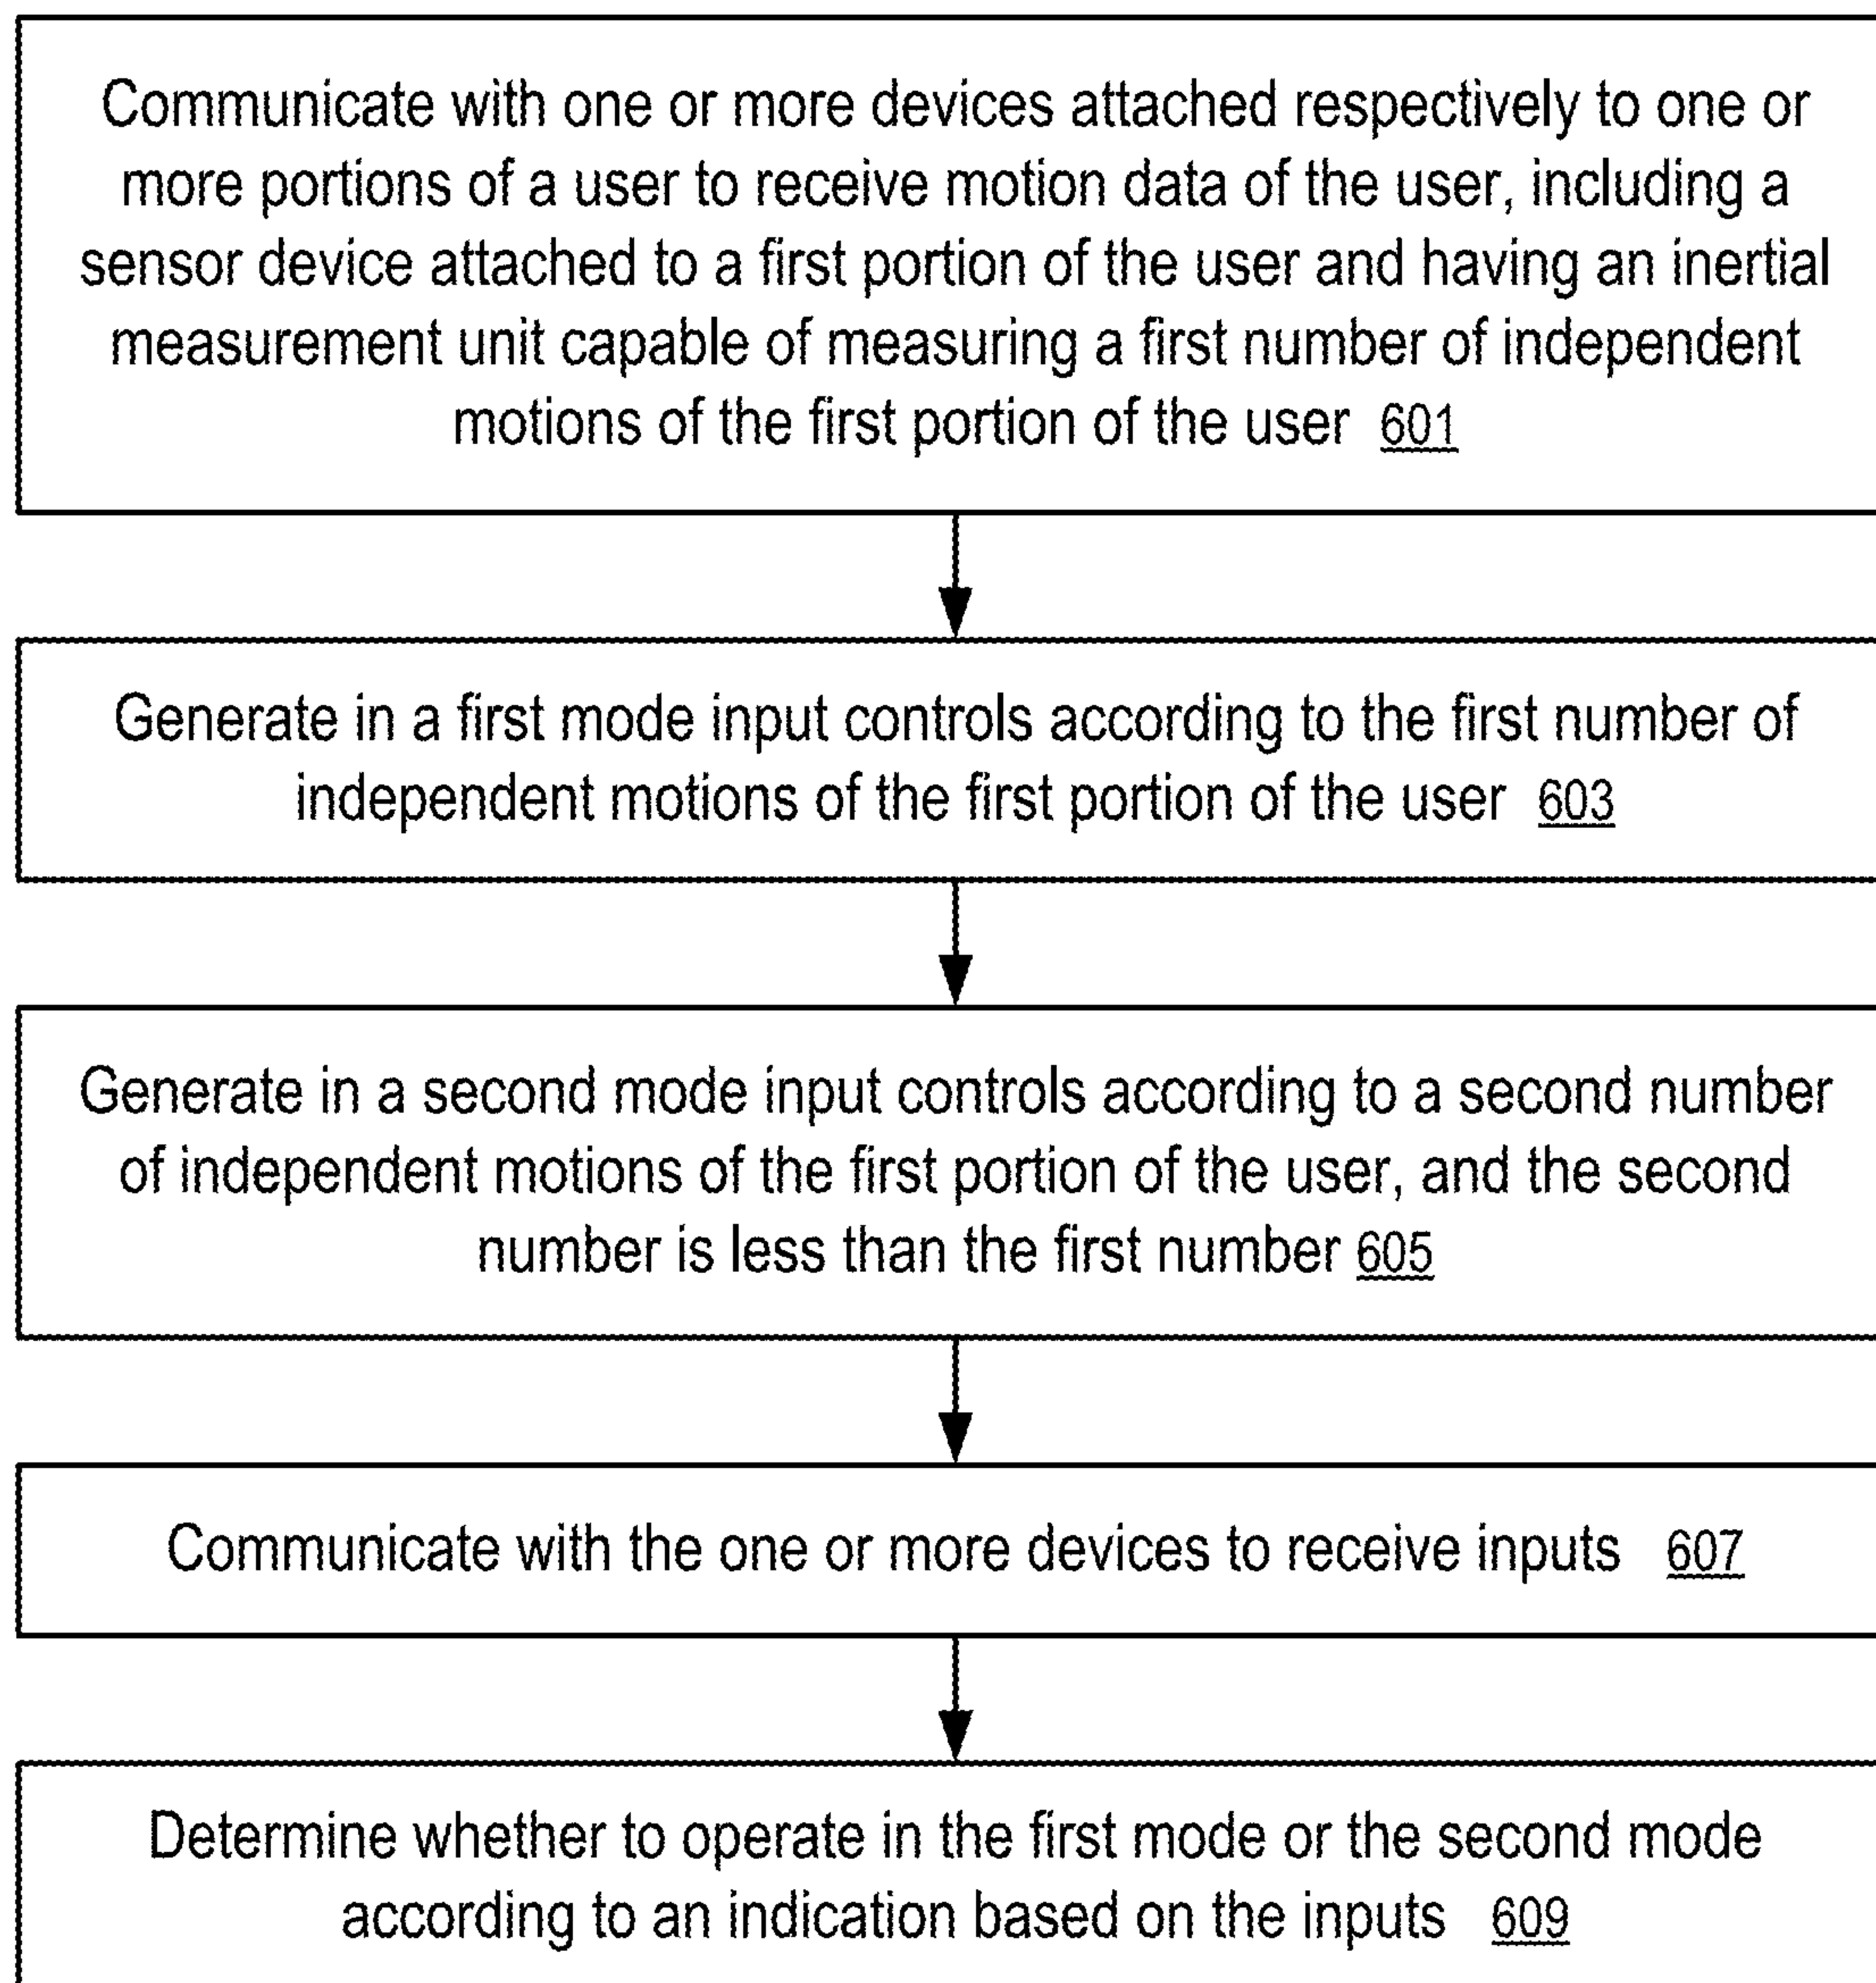 Communicate with one or more devices attached respectively to one or
more portions of a user to receive motion data of the user, including a
sensor device attached to a first portion of the user and having an inertial
measurement unit capable of measuring a first number of independent
motions of the first portion of the user 601
Generate in a first mode input controls according to the first number of
independent motions of the first portion of the user 603
Generate in a second mode input controls according to a second number
of independent motions of the first portion of the user, and the second
number is less than the first number 605
Communicate with the one or more devices to receive inputs 607
Determine whether to operate in the first mode or the second mode
according to an indication based on the inputs 609